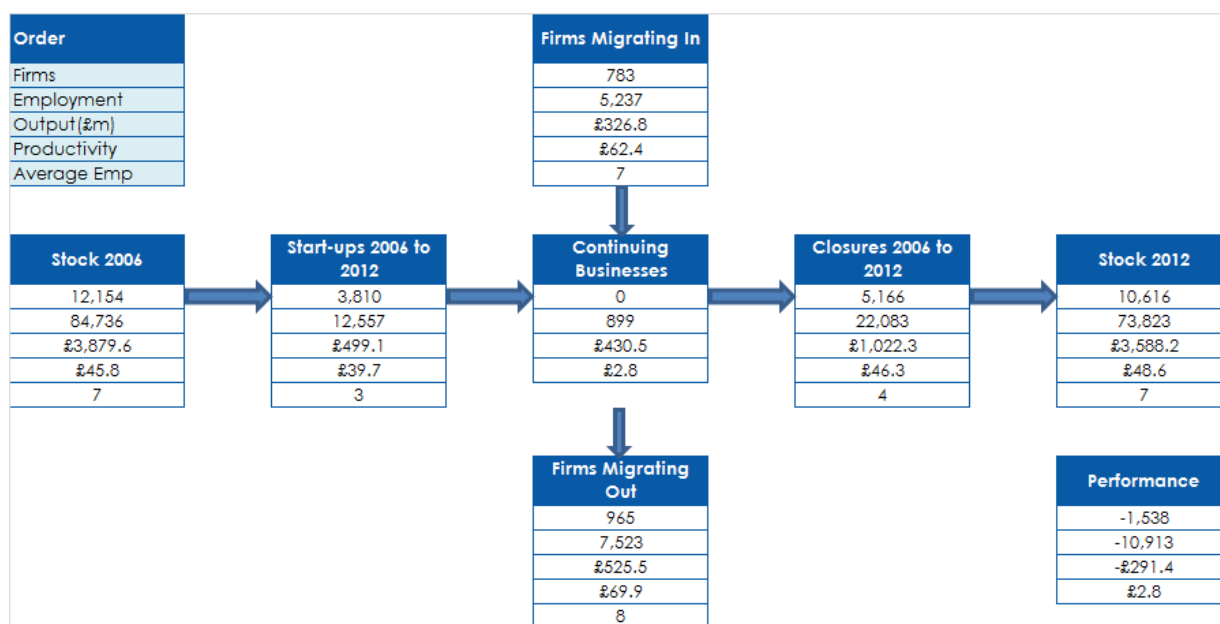 Order
Firms
Employment
Output(£m)
Productivity
Average Emp
Firms Migrating In
783
5,237
£326.8
£62.4
7
Stock 2006
12,154
84,736
£3,879.6
£45.8
7
Start-ups 2006 to
2012
3,810
12,557
£499.1
£39.7
3
Continuing
Businesses
0
899
£430.5
£2.8
Closures 2006 to
2012
5,166
22,083
£1,022.3
£46.3
4
Stock 2012
10,616
73,823
£3,588.2
£48.6
7
Firms Migrating
Out
965
7,523
£525.5
£69.9
8
Performance
-1,538
-10,913
-£291.4
£2.8